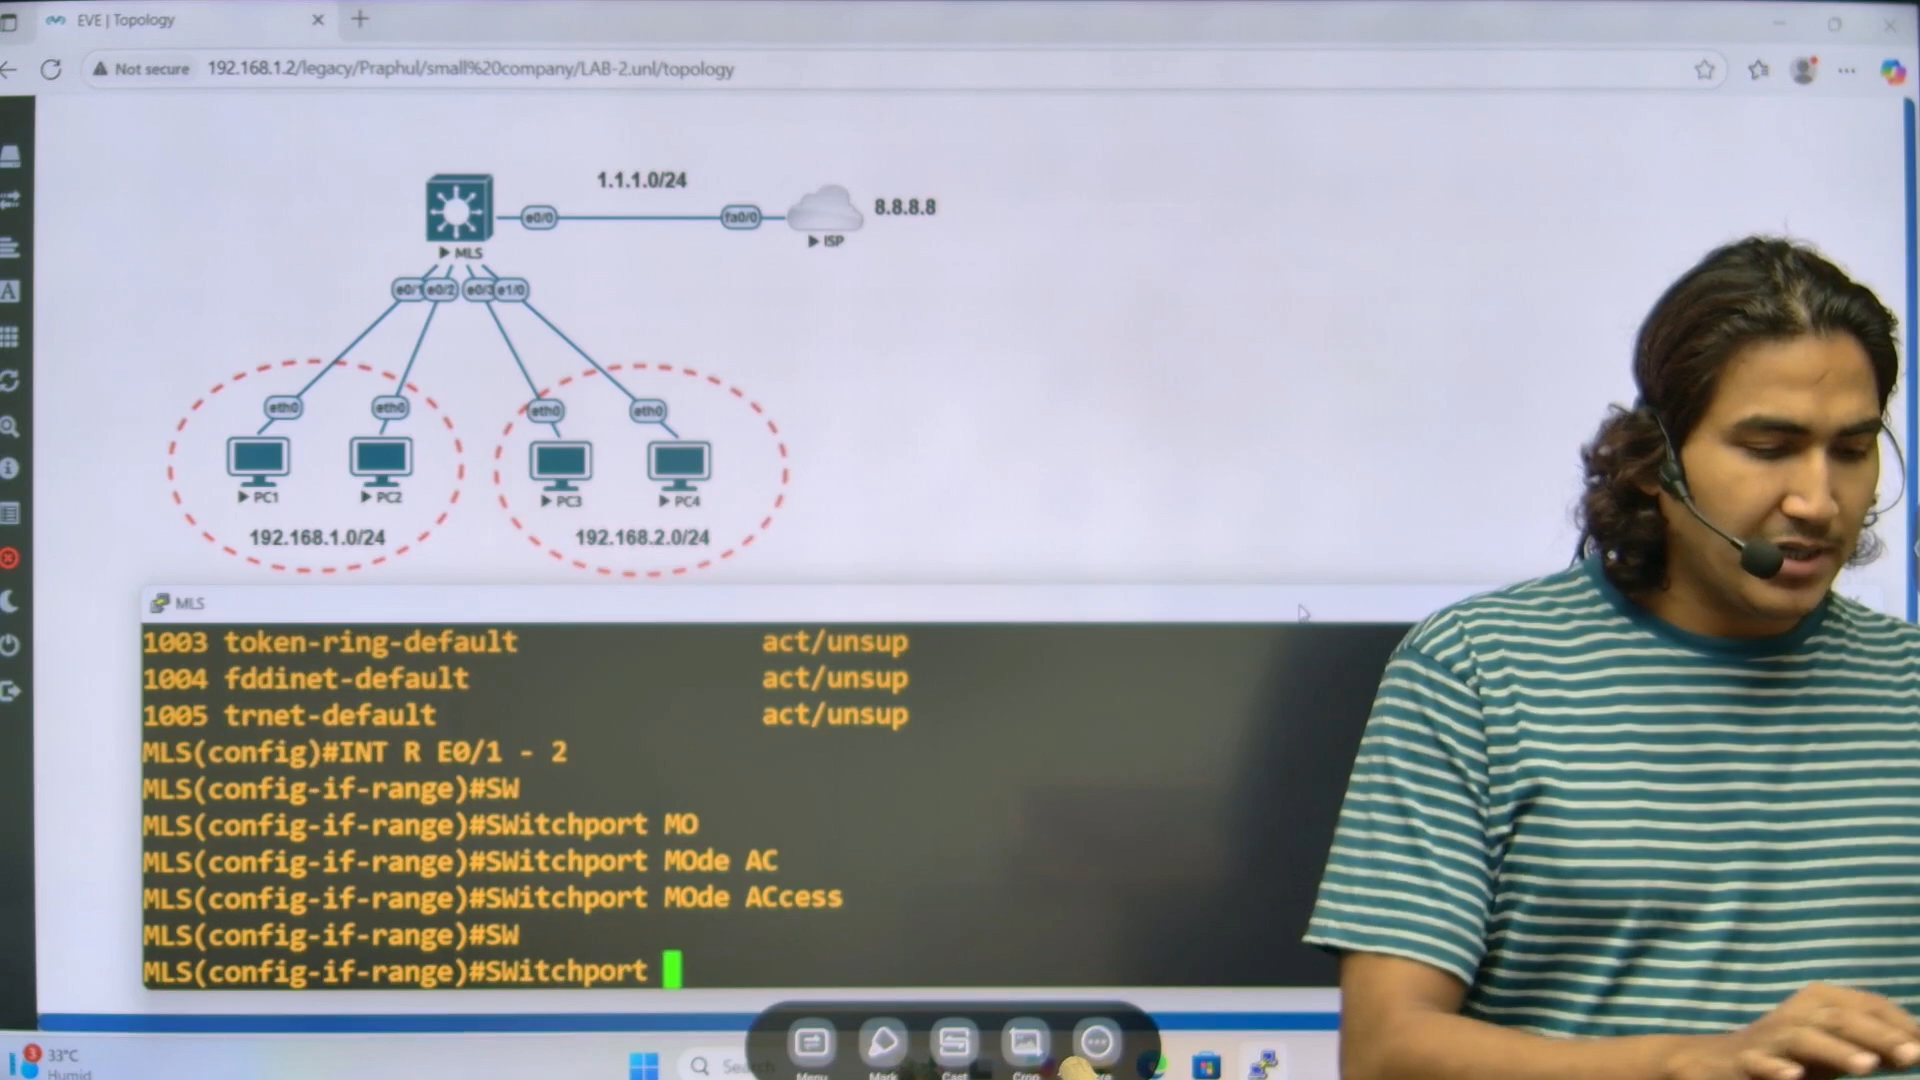 EVE | Topology
Not secure
192.168.1.2/legacy/Praphul/small%20company/LAB-2.unl/topology
1.1.1.0/24
e0/0
fa0/0
8.8.8.8
MLS
ISP
e0/1
e0/2
e0/3
e1/0
eth0
eth0
eth0
eth0
PC1
PC2
PC3
PC4
192.168.1.0/24
192.168.2.0/24
MLS
1003 token-ring-default act/unsup
1004 fddinet-default act/unsup
1005 trnet-default act/unsup
MLS(config)#INT R E0/1 - 2
MLS(config-if-range)#SW
MLS(config-if-range)#SWitchport MO
MLS(config-if-range)#SWitchport MOde AC
MLS(config-if-range)#SWitchport MOde ACcess
MLS(config-if-range)#SW
MLS(config-if-range)#SWitchport
3
33°C
Humid
Menu
Mark
Cast
Crop